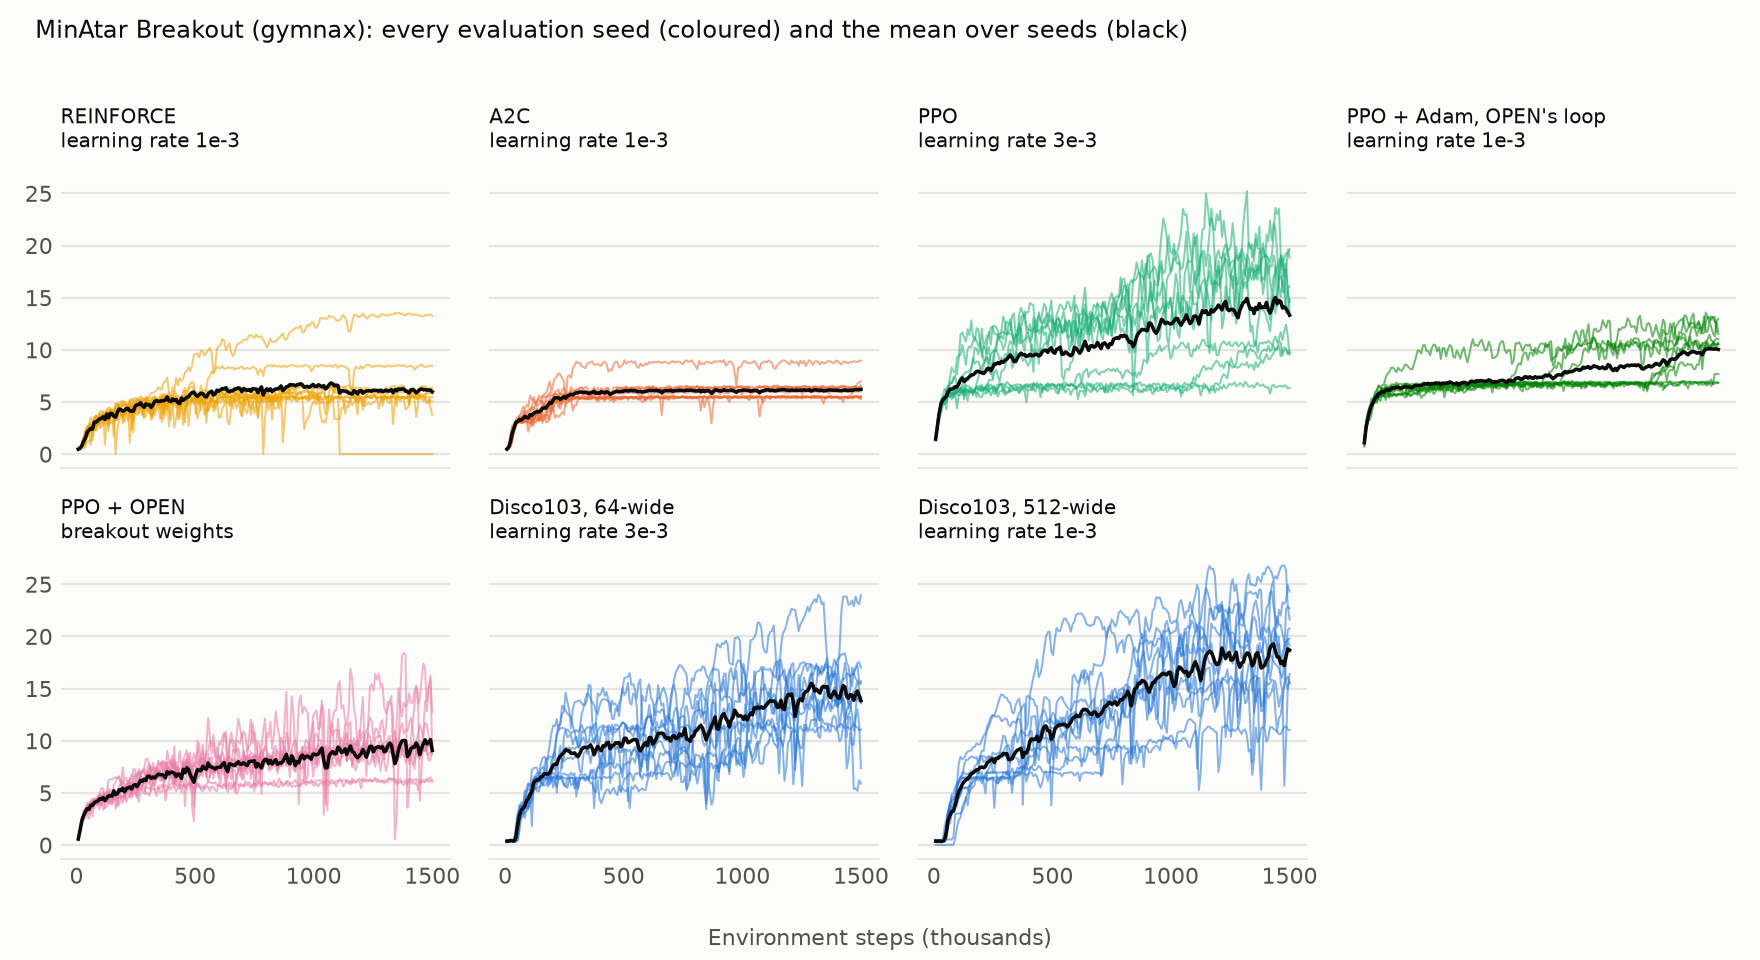 MinAtar Breakout (gymnax): every evaluation seed (coloured) and the mean over seeds (black)
REINFORCE
learning rate 1e-3
A2C
learning rate 1e-3
PPO
learning rate 3e-3
PPO + Adam, OPEN's loop
learning rate 1e-3
25
20
15
10
5
0
PPO + OPEN
breakout weights
Disco103, 64-wide
learning rate 3e-3
Disco103, 512-wide
learning rate 1e-3
25
20
15
10
5
0
0 500 1000 1500
0 500 1000 1500
0 500 1000 1500
Environment steps (thousands)